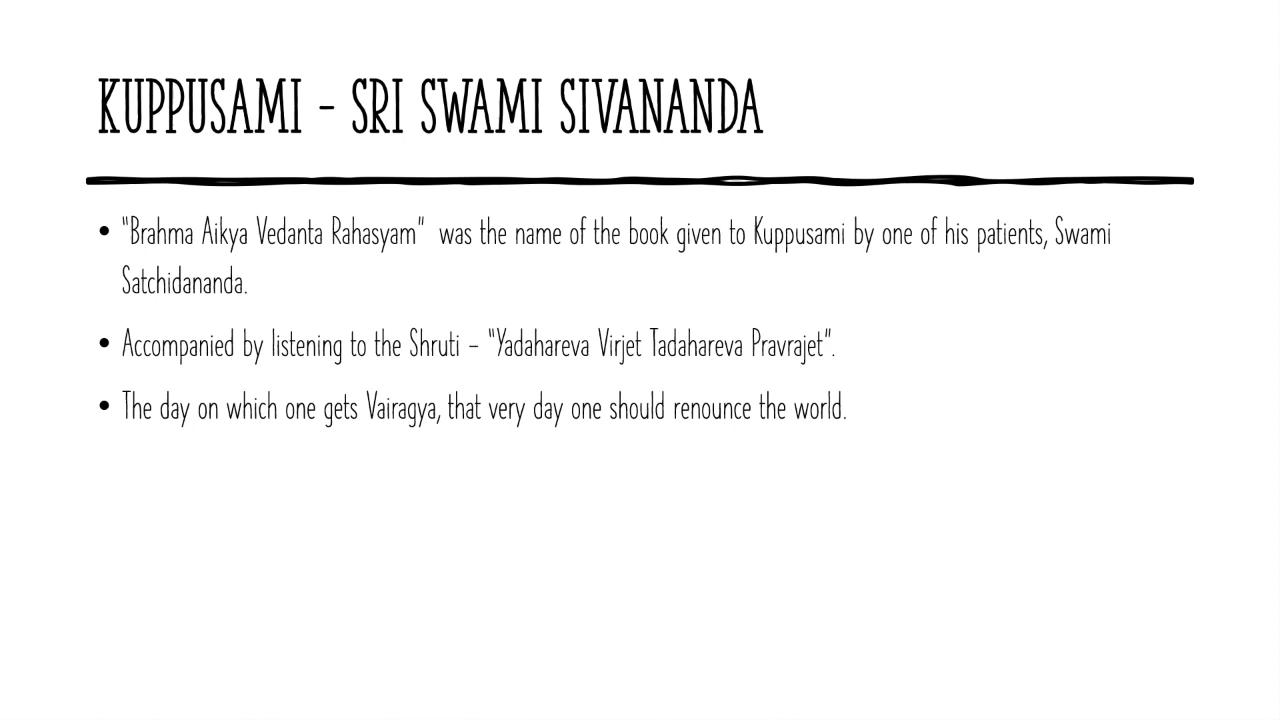 KUPPUSAMI - SRI SWAMI SIVANANDA
• "Brahma Aikya Vedanta Rahasyam" was the name of the book given to Kuppusami by one of his patients, Swami
Satchidananda.
• Accompanied by listening to the Shruti – "Yadahareva Virjet Tadahareva Pravrajet".
• The day on which one gets Vairagya, that very day one should renounce the world.